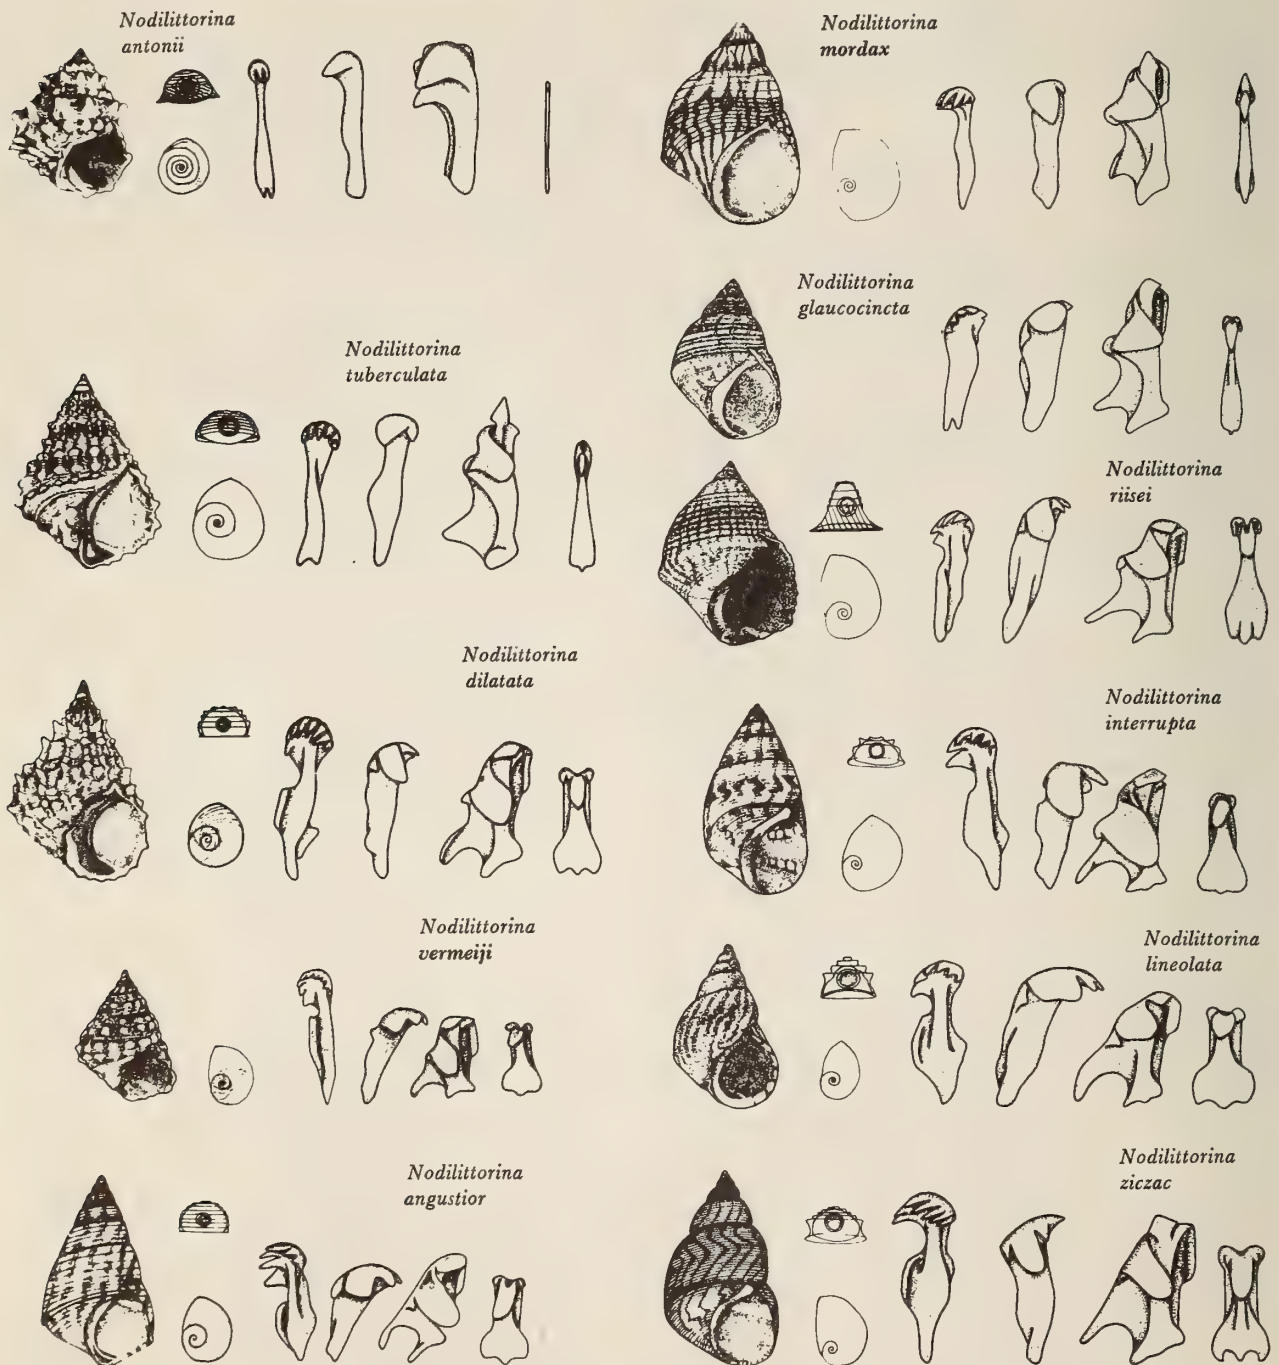 Nodilittorina
antonii
Nodilittorina
tuberculata
Nodilittorina
dilatata
Nodilittorina
vermeiji
Nodilittorina
angustior
Nodilittorina
mordax
Nodilittorina
glaucocincta
Nodilittorina
riisei
Nodilittorina
interrupta
Nodilittorina
lineolata
Nodilittorina
ziczac